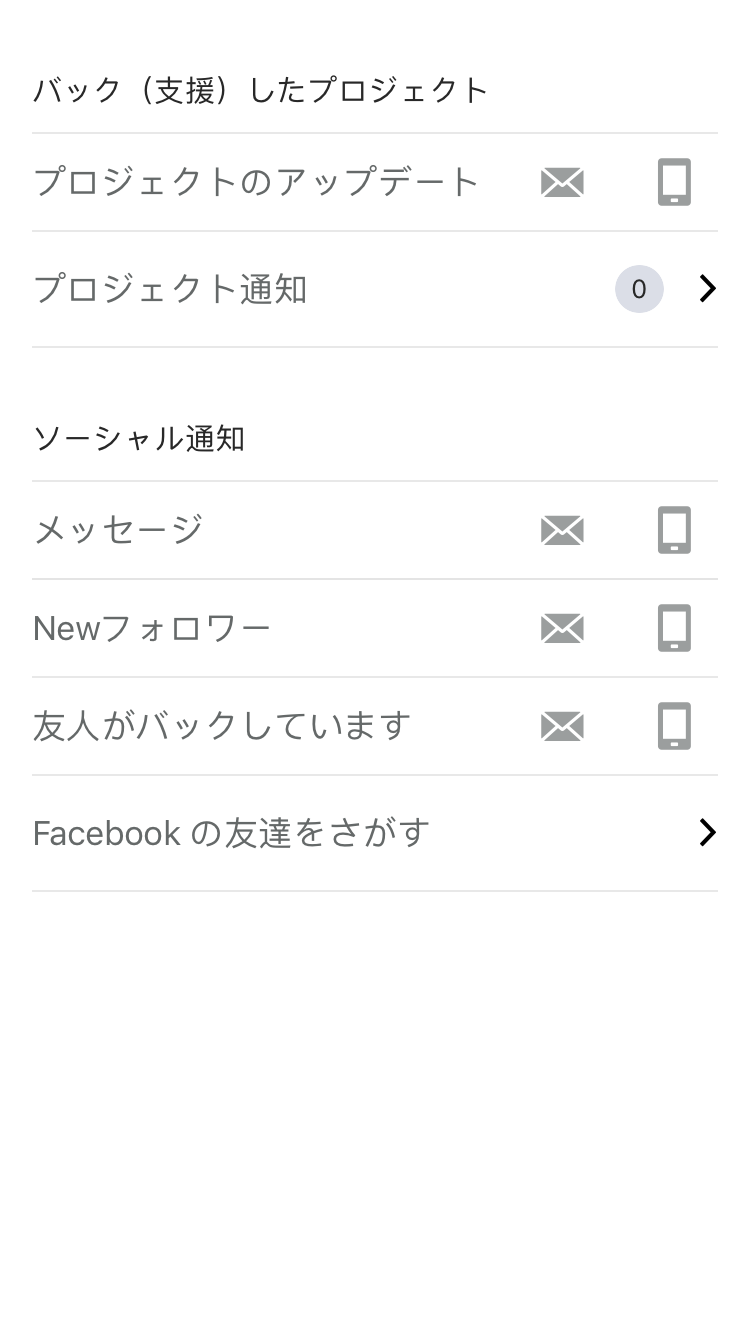 バック（支援）したプロジェクト
プロジェクトのアップデート
プロジェクト通知 0
ソーシャル通知
メッセージ
Newフォロワー
友人がバックしています
Facebook の友達をさがす